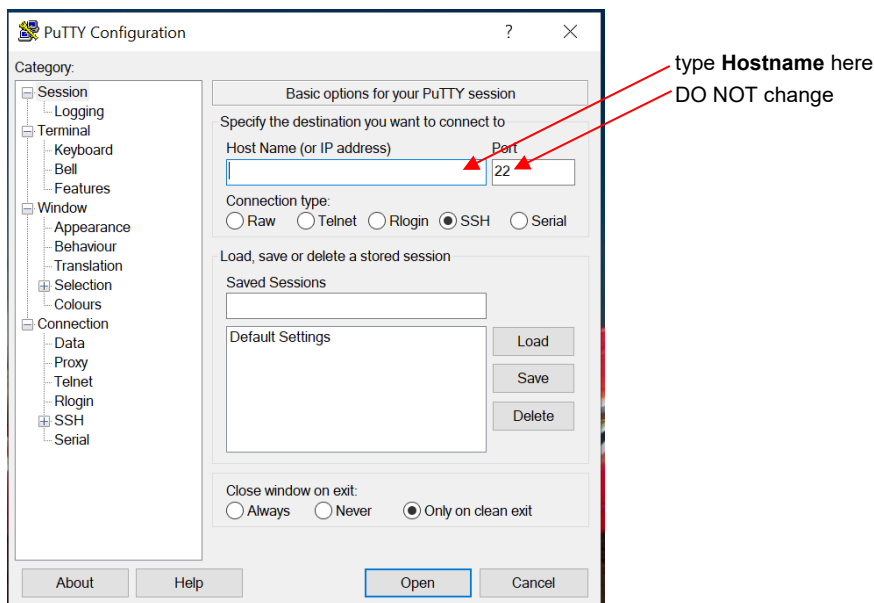 PuTTY Configuration
?
Category:
Session
Logging
Terminal
Keyboard
Bell
Features
Window
Appearance
Behaviour
Translation
Selection
Colours
Connection
Data
Proxy
Telnet
Rlogin
SSH
Serial
Basic options for your PuTTY session
Specify the destination you want to connect to
Host Name (or IP address) Port
22
Connection type:
Raw Telnet Rlogin SSH Serial
Load, save or delete a stored session
Saved Sessions
Default Settings
Load
Save
Delete
Close window on exit:
Always Never Only on clean exit
About Help Open Cancel
type Hostname here
DO NOT change